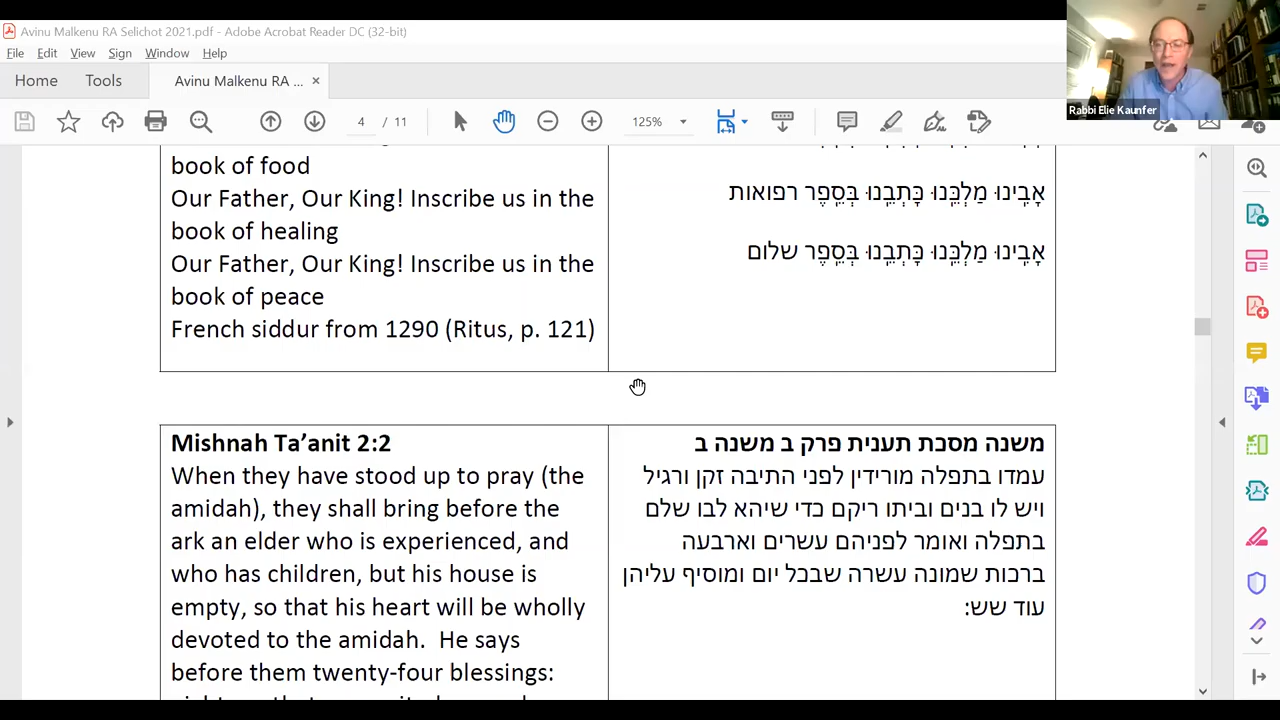 Avinu Malkenu RA Selichot 2021.pdf - Adobe Acrobat Reader DC (32-bit)
File Edit View Sign Window Help
Home Tools Avinu Malkenu RA ... ×
4 / 11 125%
Rabbi Elie Kaunfer
book of food
Our Father, Our King! Inscribe us in the
book of healing
Our Father, Our King! Inscribe us in the
book of peace
French siddur from 1290 (Ritus, p. 121)
אָבִֽינוּ מַלְכֵּֽנוּ כָּתְבֵֽנוּ בְּסֵֽפֶר רפואות
אָבִֽינוּ מַלְכֵּֽנוּ כָּתְבֵֽנוּ בְּסֵֽפֶר שלום
Mishnah Ta’anit 2:2
When they have stood up to pray (the
amidah), they shall bring before the
ark an elder who is experienced, and
who has children, but his house is
empty, so that his heart will be wholly
devoted to the amidah.  He says
before them twenty-four blessings:
משנה מסכת תענית פרק ב משנה ב
עמדו בתפלה מורידין לפני התיבה זקן ורגיל
ויש לו בנים וביתו ריקם כדי שיהא לבו שלם
בתפלה ואומר לפניהם עשרים וארבעה
ברכות שמונה עשרה שבכל יום ומוסיף עליהן
עוד שש: